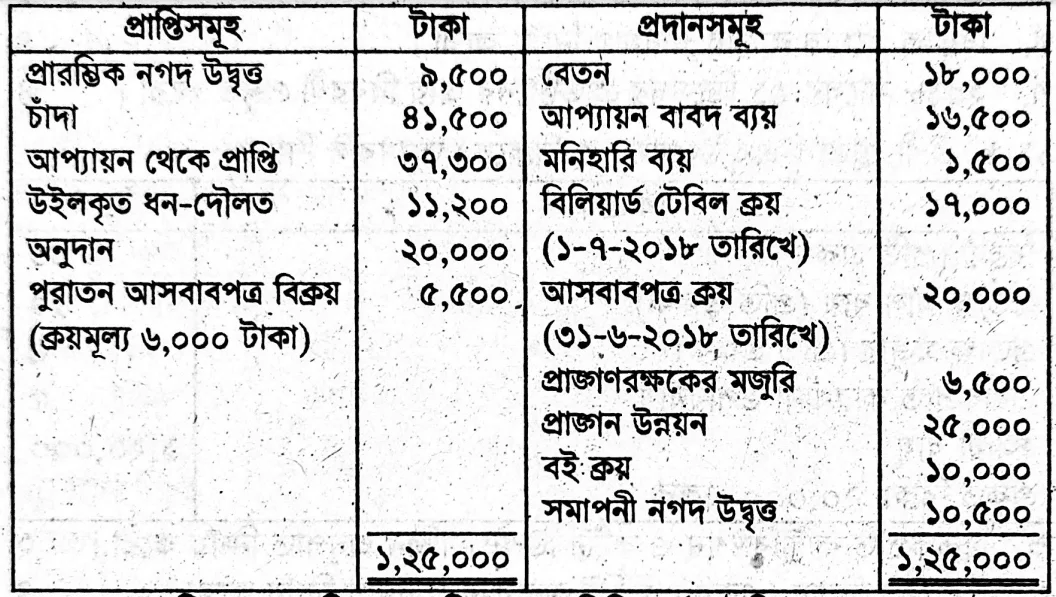 প্রাপ্তিসমূহ টাকা প্রদানসমূহ টাকা
প্রারম্ভিক নগদ উদ্বৃত্ত ৯,৫০০ বেতন ১৮,০০০
চাঁদা ৪১,৫০০ আপ্যায়ন বাবদ ব্যয় ১৬,৫০০
আপ্যায়ন থেকে প্রাপ্তি ৩৭,৩০০ মনিহারি ব্যয় ১,৫০০
উইলকৃত ধন-দৌলত ১১,২০০ বিলিয়ার্ড টেবিল ক্রয় ১৭,০০০
অনুদান ২০,০০০ (১-৭-২০১৮ তারিখে)
পুরাতন আসবাবপত্র বিক্রয় ৫,৫০০ আসবাবপত্র ক্রয় ২০,০০০
(ক্রয়মূল্য ৬,০০০ টাকা) (৩১-৬-২০১৮ তারিখে)
প্রাঙ্গণরক্ষকের মজুরি ৬,৫০০
প্রাঙ্গন উন্নয়ন ২৫,০০০
বই ক্রয় ১০,০০০
সমাপনী নগদ উদ্বৃত্ত ১০,৫০০
১,২৫,০০০ ১,২৫,০০০